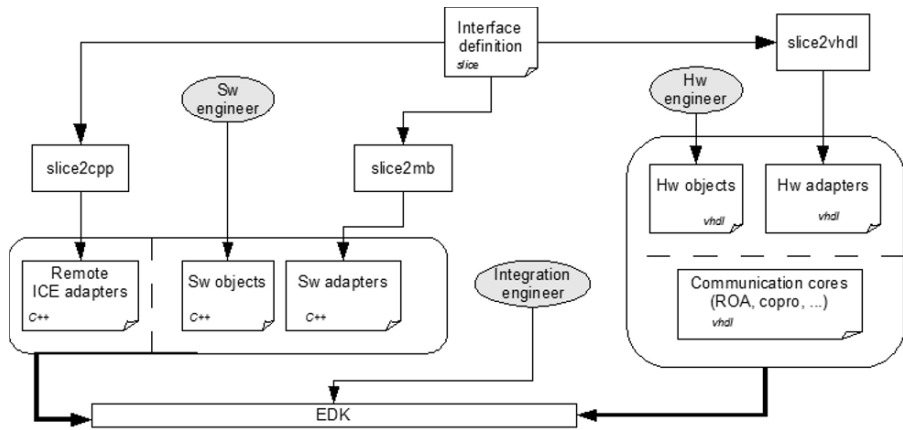 Interface
definition
slice
slice2vhdl
Sw
engineer
Hw
engineer
slice2cpp
slice2mb
Hw objects
vhdl
Hw adapters
vhdl
Remote
ICE adapters
C++
Sw objects
C++
Sw adapters
C++
Integration
engineer
Communication cores
(ROA, copro, ...)
vhdl
EDK